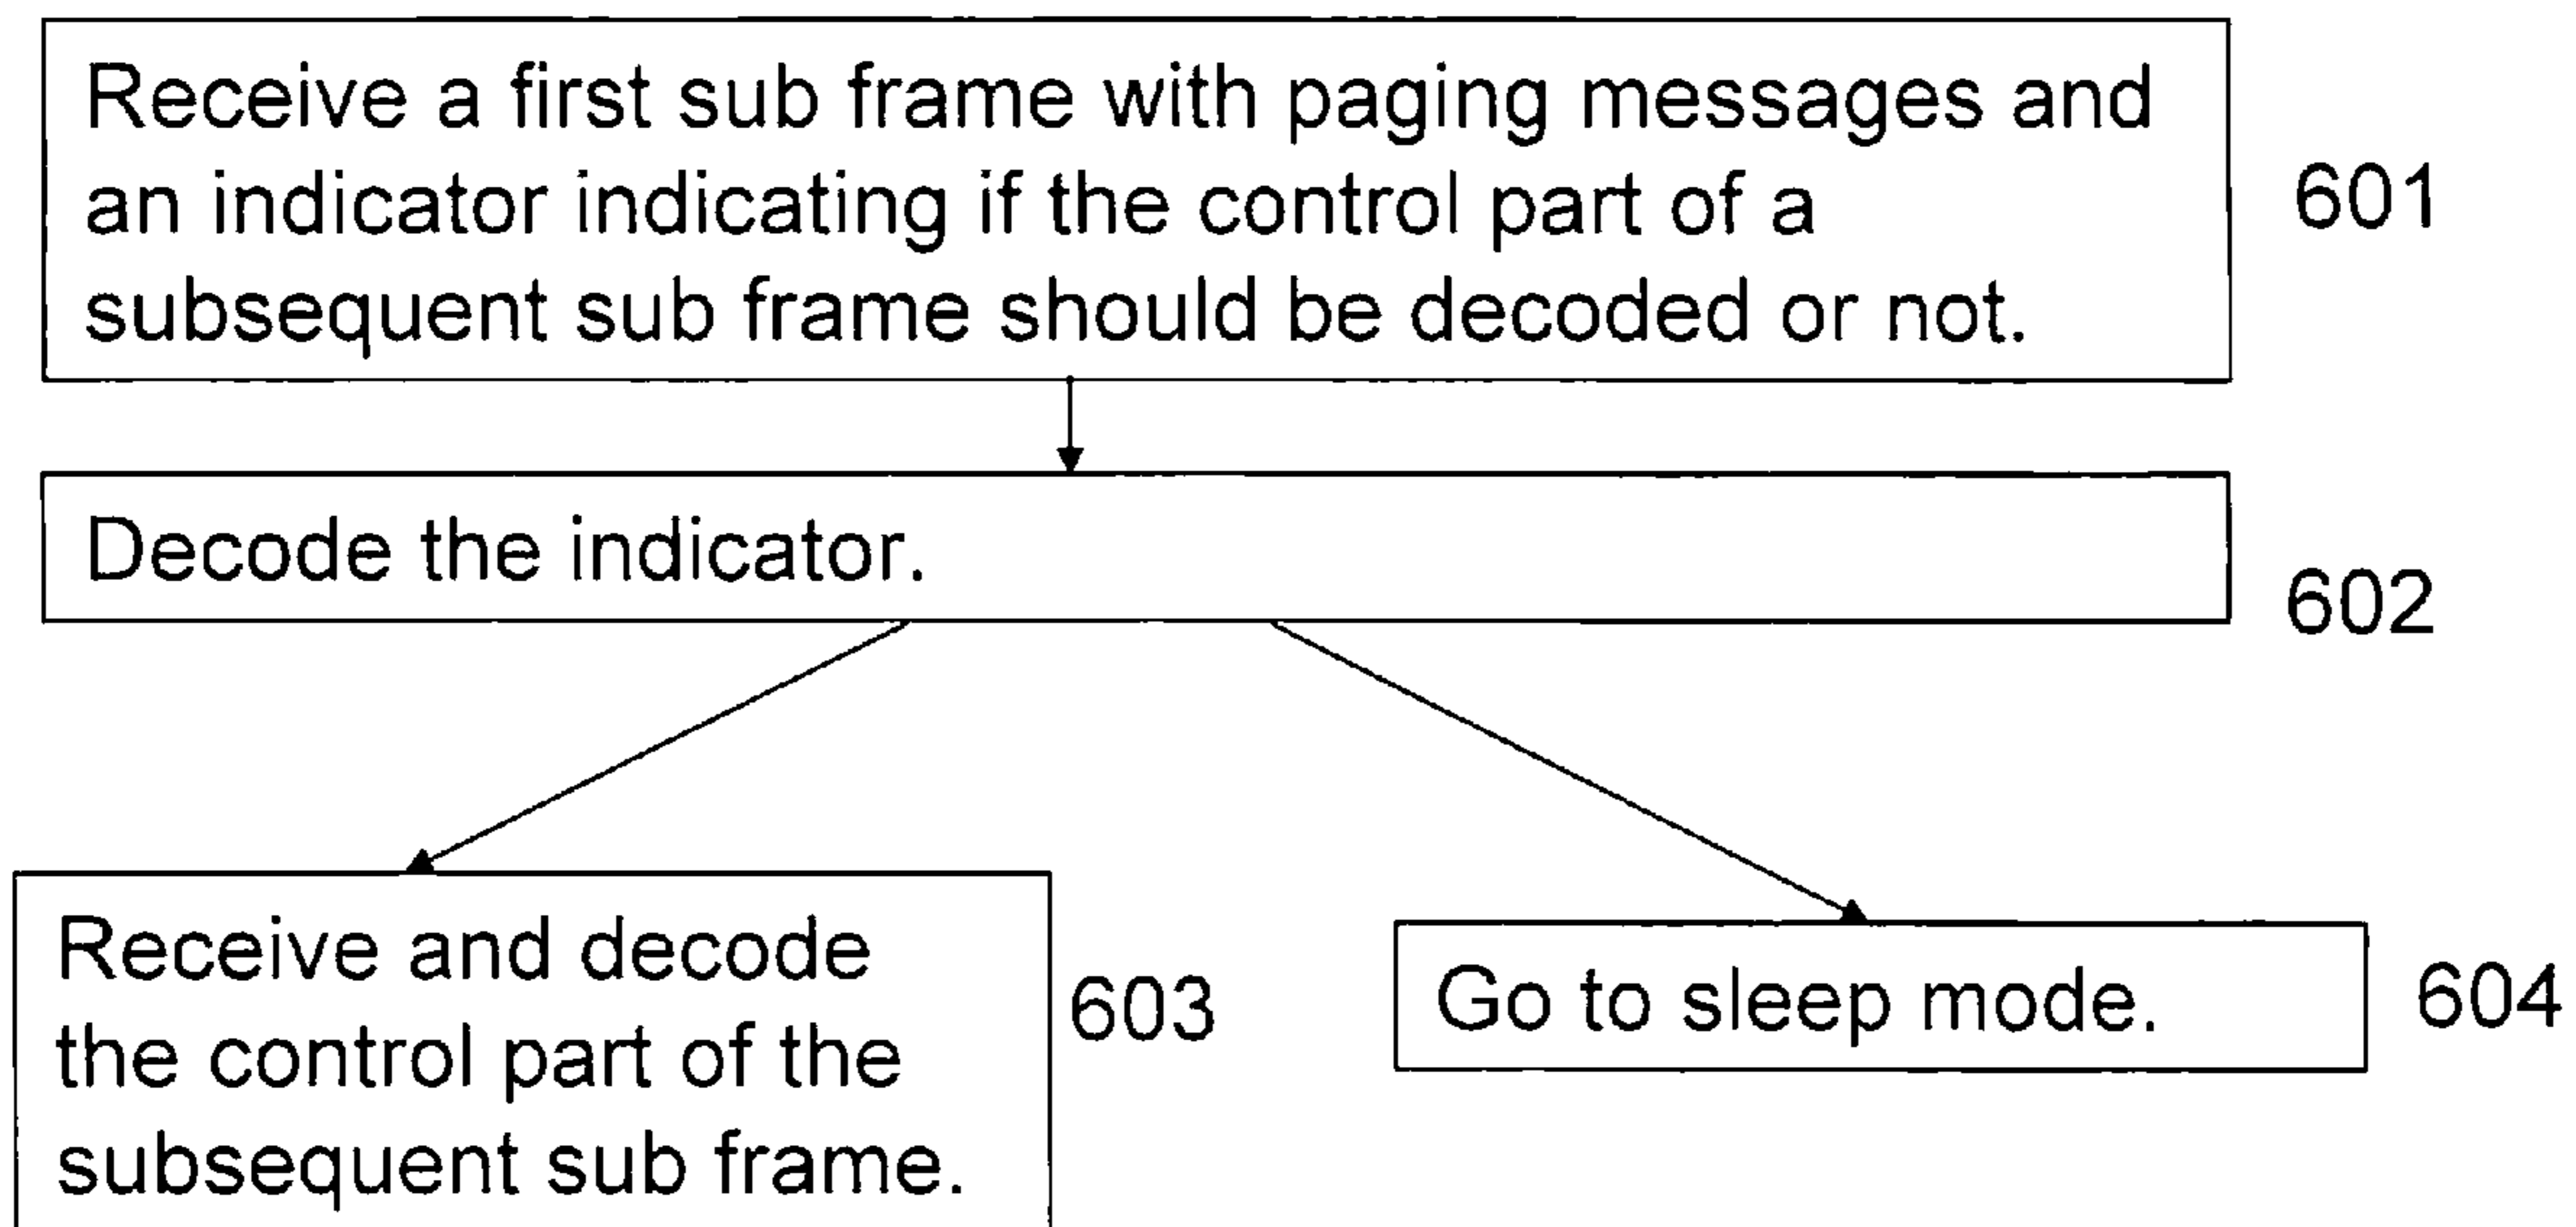 Receive a first sub frame with paging messages and
an indicator indicating if the control part of a
subsequent sub frame should be decoded or not.
601
Decode the indicator.
602
Receive and decode
the control part of the
subsequent sub frame.
603
Go to sleep mode.
604